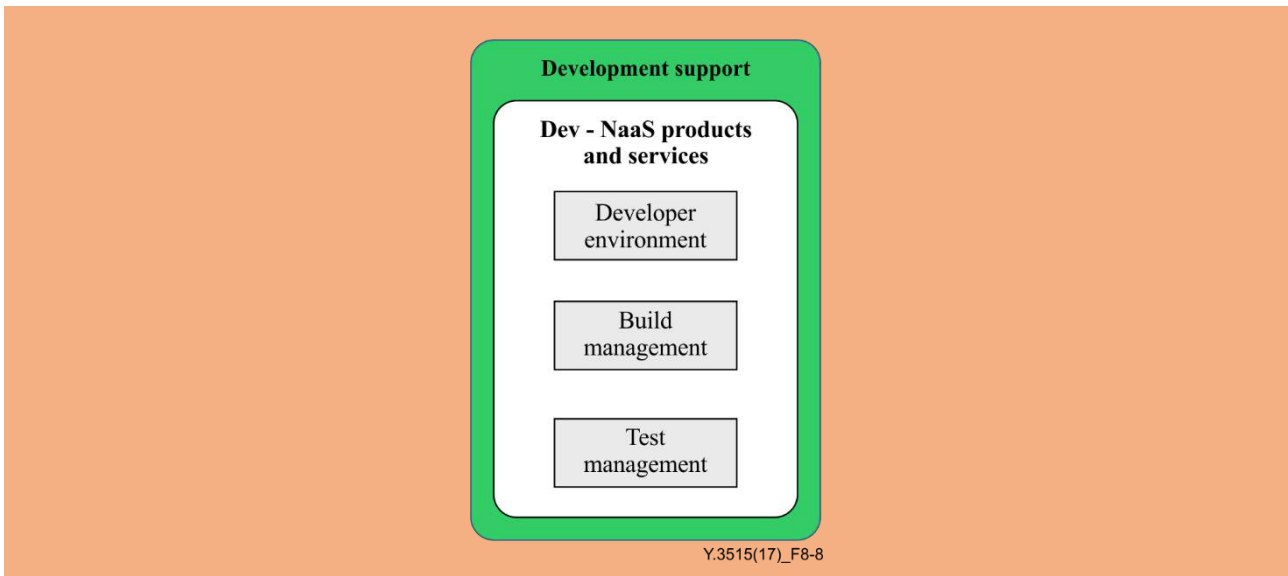 Development support
Dev - NaaS products
and services
Developer
environment
Build
management
Test
management
Y.3515(17)_F8-8